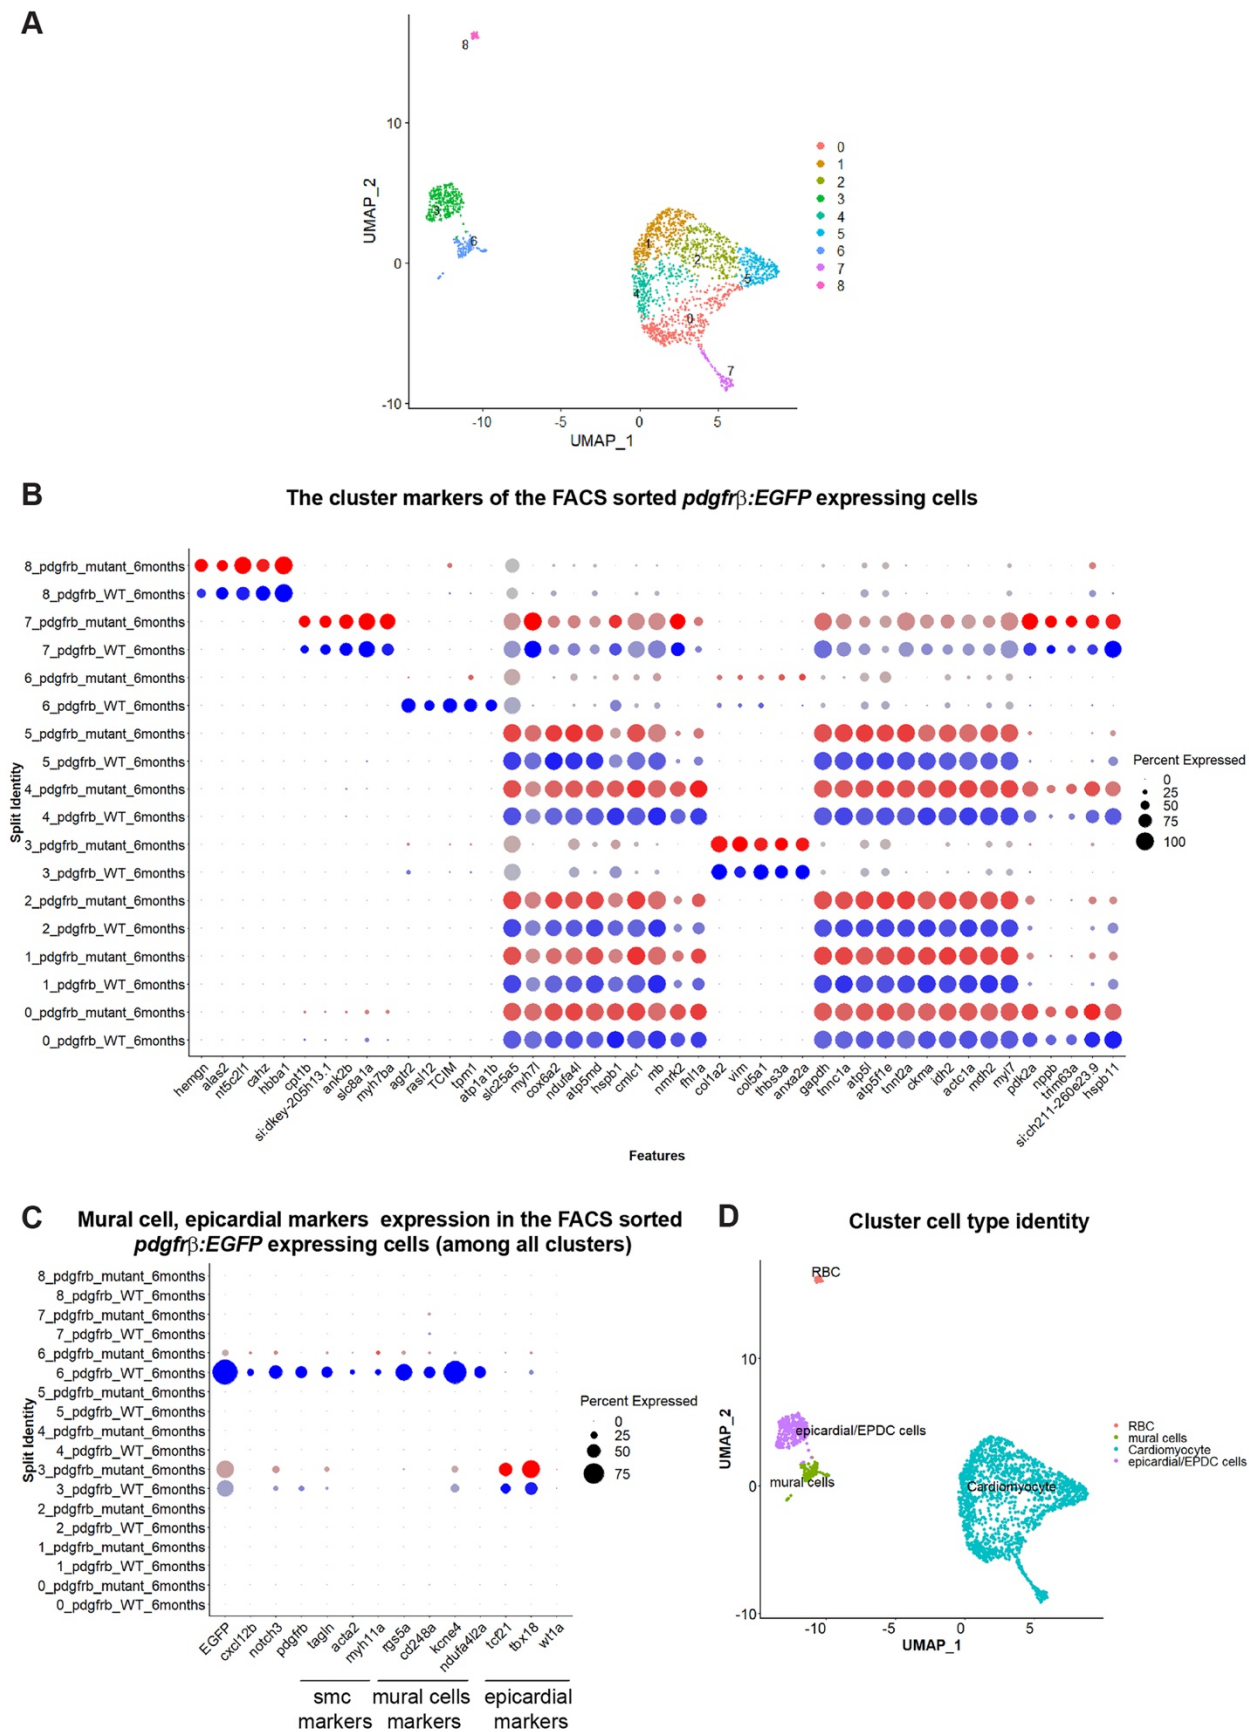 A
8
10
0
-10
UMAP_2
3
6
1
2
5
4
0
7
-10
-5
0
5
UMAP_1
0
1
2
3
4
5
6
7
8
B
The cluster markers of the FACS sorted pdgfrβ:EGFP expressing cells
8_pdgfrb_mutant_6months
8_pdgfrb_WT_6months
7_pdgfrb_mutant_6months
7_pdgfrb_WT_6months
6_pdgfrb_mutant_6months
6_pdgfrb_WT_6months
5_pdgfrb_mutant_6months
5_pdgfrb_WT_6months
4_pdgfrb_mutant_6months
4_pdgfrb_WT_6months
3_pdgfrb_mutant_6months
3_pdgfrb_WT_6months
2_pdgfrb_mutant_6months
2_pdgfrb_WT_6months
1_pdgfrb_mutant_6months
1_pdgfrb_WT_6months
0_pdgfrb_mutant_6months
0_pdgfrb_WT_6months
Split Identity
hemgn
alas2
nt5c2l1
cahz
hbba1
cpt1b
si:dkey-205h13.1
ank2b
slc8a1a
myh7ba
agtr2
rasl12
TCIM
tpm1
atp1a1b
slc25a5
myh7l
cox6a2
ndufa4l
atp5md
hspb1
cmlc1
mb
nmrk2
fhl1a
col1a2
vim
col5a1
thbs3a
anxa2a
gapdh
tnnc1a
atp5l
atp5f1e
tnnt2a
ckma
idh2
actc1a
mdh2
myl7
pdk2a
nppb
trim63a
si:ch211-260e23.9
hspb11
Features
Percent Expressed
0
25
50
75
100
C
Mural cell, epicardial markers expression in the FACS sorted
pdgfrβ:EGFP expressing cells (among all clusters)
8_pdgfrb_mutant_6months
8_pdgfrb_WT_6months
7_pdgfrb_mutant_6months
7_pdgfrb_WT_6months
6_pdgfrb_mutant_6months
6_pdgfrb_WT_6months
5_pdgfrb_mutant_6months
5_pdgfrb_WT_6months
4_pdgfrb_mutant_6months
4_pdgfrb_WT_6months
3_pdgfrb_mutant_6months
3_pdgfrb_WT_6months
2_pdgfrb_mutant_6months
2_pdgfrb_WT_6months
1_pdgfrb_mutant_6months
1_pdgfrb_WT_6months
0_pdgfrb_mutant_6months
0_pdgfrb_WT_6months
Split Identity
EGFP
cxcl12b
notch3
pdgfrb
tagln
acta2
myh11a
rgs5a
cd248a
kcne4
ndufa4l2a
tcf21
tbx18
wt1a
smc
markers
mural cells
markers
epicardial
markers
Percent Expressed
0
25
50
75
D
Cluster cell type identity
RBC
10
0
-10
UMAP_2
epicardial/EPDC cells
mural cells
Cardiomyocyte
-10
-5
0
5
UMAP_1
RBC
mural cells
Cardiomyocyte
epicardial/EPDC cells